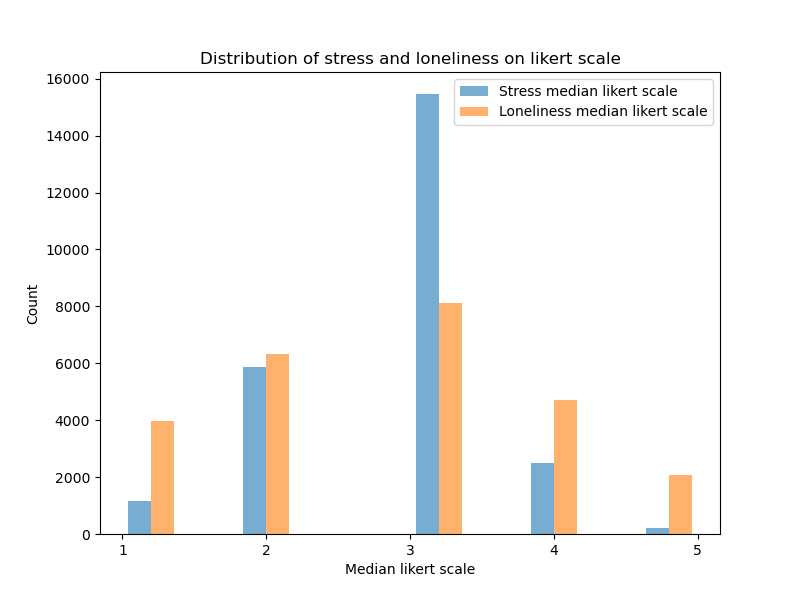 Distribution of stress and loneliness on likert scale
Stress median likert scale
Loneliness median likert scale
16000
14000
12000
10000
8000
6000
4000
2000
0
Count
1 2 3 4 5
Median likert scale